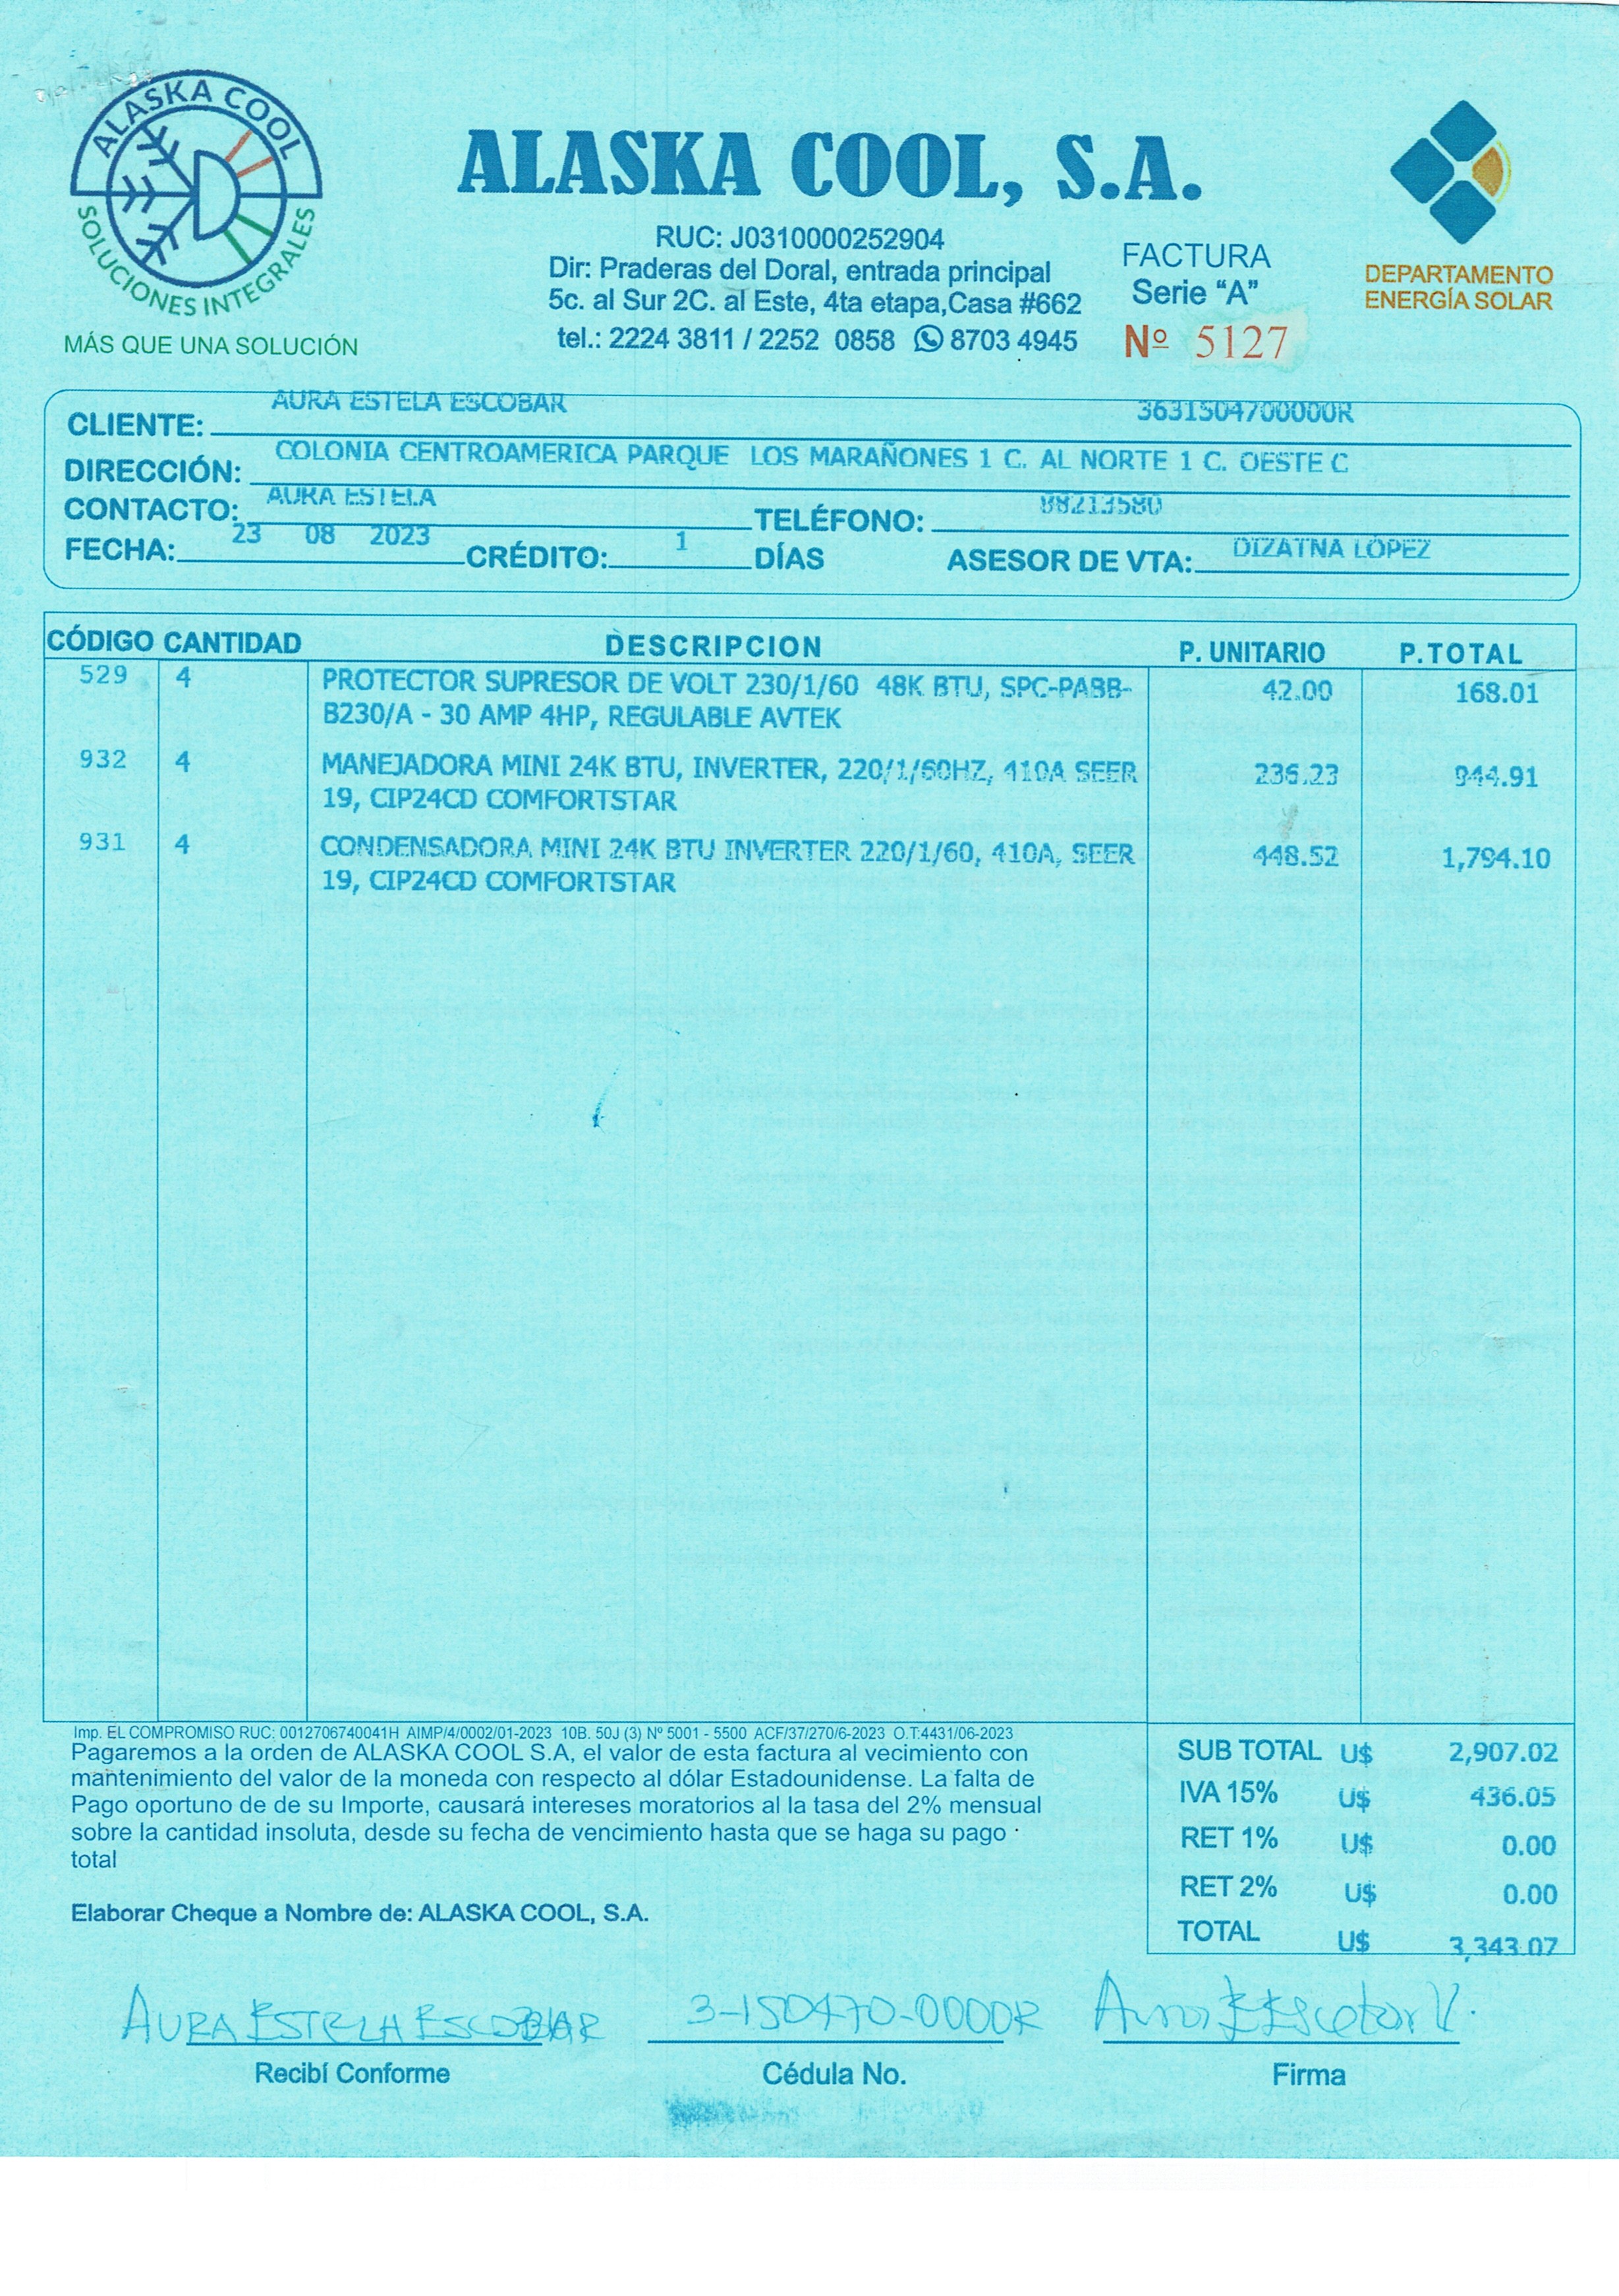 ALASKA COOL
SOLUCIONES INTEGRALES
MÁS QUE UNA SOLUCIÓN
ALASKA COOL, S.A.
RUC: J0310000252904
Dir: Praderas del Doral, entrada principal
5c. al Sur 2C. al Este, 4ta etapa,Casa #662
tel.: 2224 3811 / 2252 0858 8703 4945
FACTURA
Serie "A"
Nº 5127
DEPARTAMENTO
ENERGÍA SOLAR
CLIENTE: AURA ESTELA ESCOBAR 3631504700000R
DIRECCIÓN: COLONIA CENTROAMERICA PARQUE LOS MARAÑONES 1 C. AL NORTE 1 C. OESTE C
CONTACTO: AURA ESTELA TELÉFONO: 88213580
FECHA: 23 08 2023 CRÉDITO: 1 DÍAS ASESOR DE VTA: DIZATNA LÓPEZ
CÓDIGO CANTIDAD DESCRIPCION P. UNITARIO P.TOTAL
529 4 PROTECTOR SUPRESOR DE VOLT 230/1/60 48K BTU, SPC-PABB- 42.00 168.01
B230/A - 30 AMP 4HP, REGULABLE AVTEK
932 4 MANEJADORA MINI 24K BTU, INVERTER, 220/1/60HZ, 410A SEER 236.23 944.91
19, CIP24CD COMFORTSTAR
931 4 CONDENSADORA MINI 24K BTU INVERTER 220/1/60, 410A, SEER 448.52 1,794.10
19, CIP24CD COMFORTSTAR
Imp. EL COMPROMISO RUC: 0012706740041H AIMP/4/0002/01-2023 10B. 50J (3) Nº 5001 - 5500 ACF/37/270/6-2023 O.T:4431/06-2023
Pagaremos a la orden de ALASKA COOL S.A, el valor de esta factura al vecimiento con
mantenimiento del valor de la moneda con respecto al dólar Estadounidense. La falta de
Pago oportuno de de su Importe, causará intereses moratorios al la tasa del 2% mensual
sobre la cantidad insoluta, desde su fecha de vencimiento hasta que se haga su pago
total
Elaborar Cheque a Nombre de: ALASKA COOL, S.A.
SUB TOTAL U$ 2,907.02
IVA 15% U$ 436.05
RET 1% U$ 0.00
RET 2% U$ 0.00
TOTAL U$ 3,343.07
AURA ESTELA ESCOBAR 3-150470-0000R Aura E Escobar V.
Recibí Conforme Cédula No. Firma